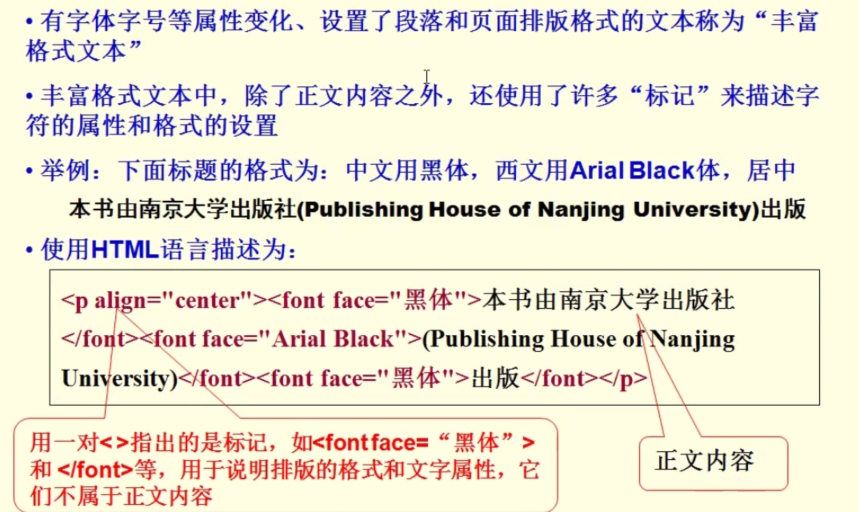 • 有字体字号等属性变化、设置了段落和页面排版格式的文本称为“丰富
格式文本”
• 丰富格式文本中，除了正文内容之外，还使用了许多“标记”来描述字
符的属性和格式的设置
• 举例：下面标题的格式为：中文用黑体，西文用Arial Black体，居中
本书由南京大学出版社(Publishing House of Nanjing University)出版
• 使用HTML语言描述为：
<p align="center"><font face="黑体">本书由南京大学出版社
</font><font face="Arial Black">(Publishing House of Nanjing
University)</font><font face="黑体">出版</font></p>
用一对< >指出的是标记，如<font face=“黑体”>
和 </font>等，用于说明排版的格式和文字属性，它
们不属于正文内容
正文内容